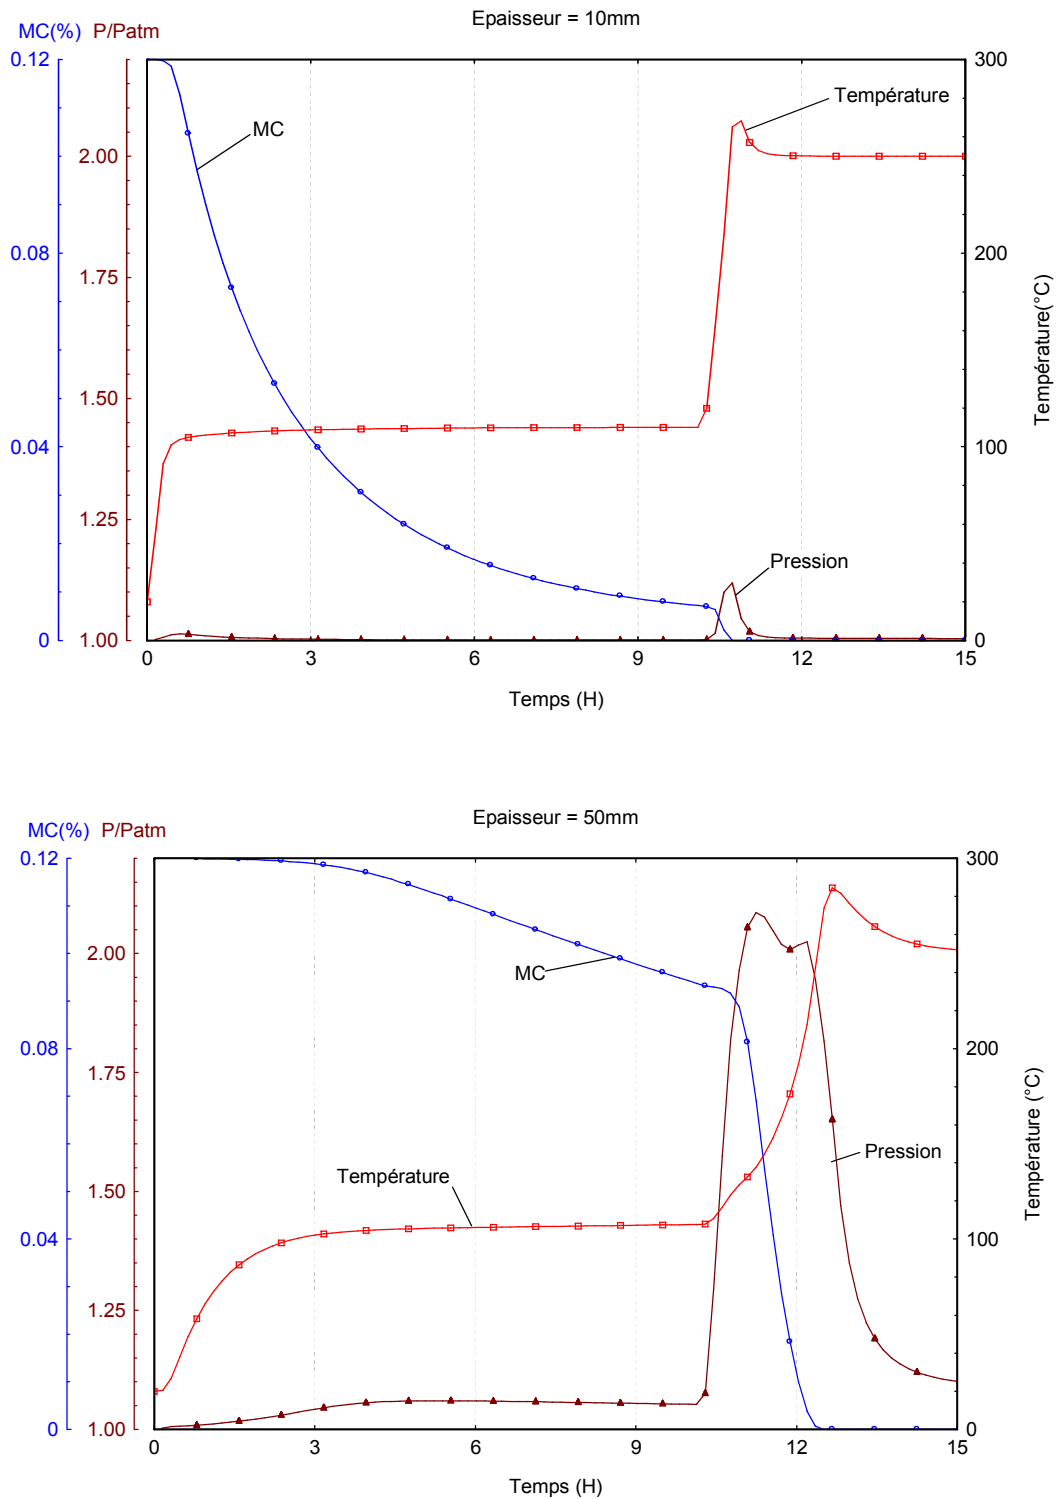 Epaisseur = 10mm
MC(%) P/Patm
0.12 300
Température
MC
2.00
0.08 200
1.75
Température(°C)
1.50
0.04 100
1.25
Pression
0 1.00 0
0 3 6 9 12 15
Temps (H)
Epaisseur = 50mm
MC(%) P/Patm
0.12 300
2.00
MC
0.08 200
1.75
Température (°C)
Pression
Température
1.50
0.04 100
1.25
0 1.00 0
0 3 6 9 12 15
Temps (H)